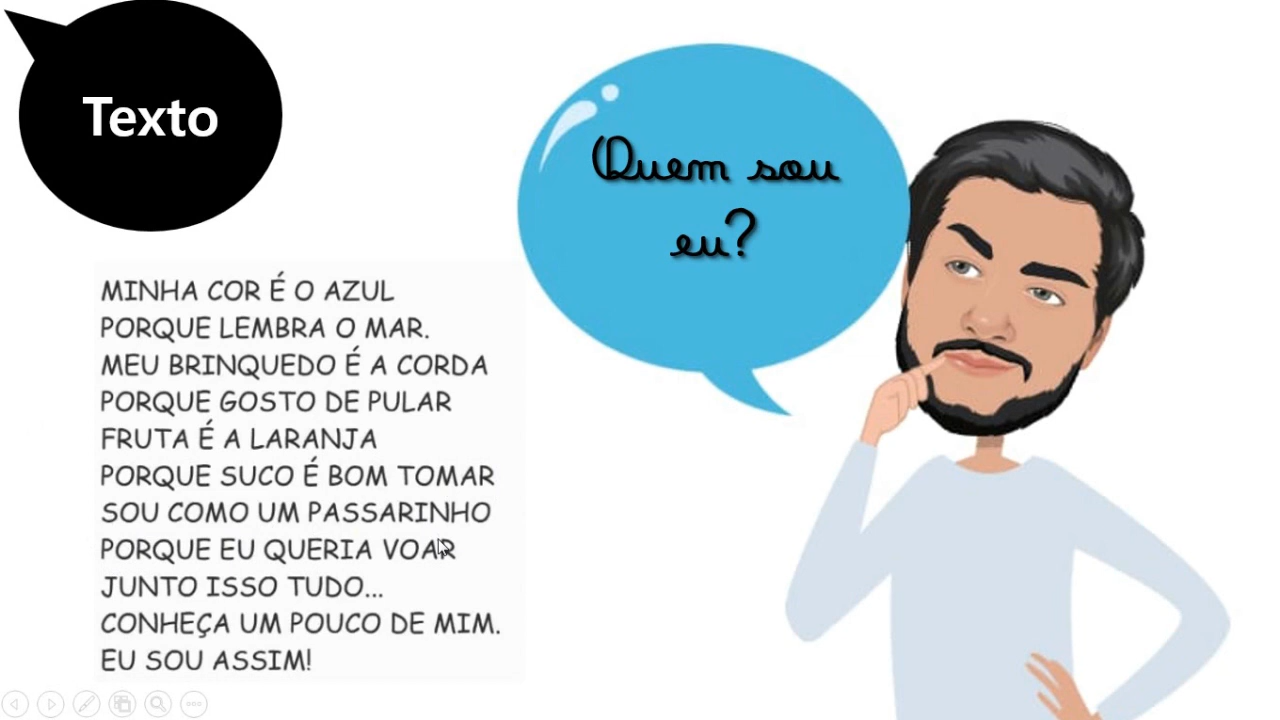 Texto
Quem sou
eu?
MINHA COR É O AZUL
PORQUE LEMBRA O MAR.
MEU BRINQUEDO É A CORDA
PORQUE GOSTO DE PULAR
FRUTA É A LARANJA
PORQUE SUCO É BOM TOMAR
SOU COMO UM PASSARINHO
PORQUE EU QUERIA VOAR
JUNTO ISSO TUDO...
CONHEÇA UM POUCO DE MIM.
EU SOU ASSIM!